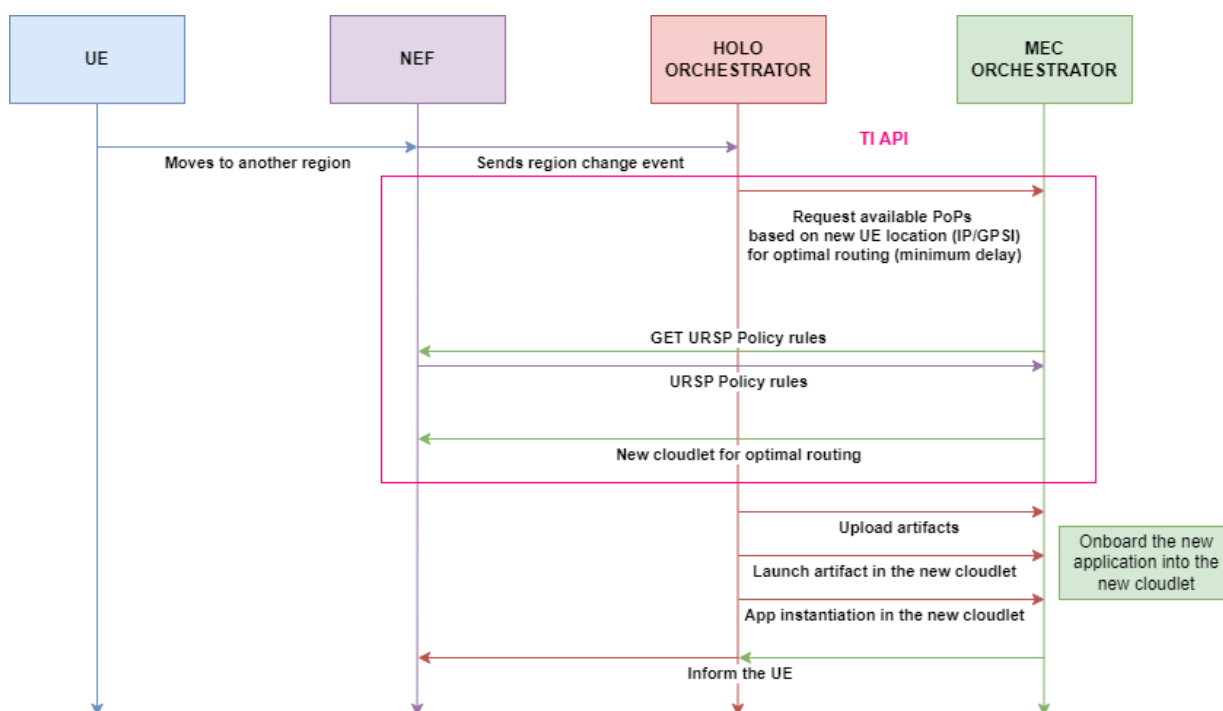 UE
NEF
HOLO
ORCHESTRATOR
MEC
ORCHESTRATOR
TI API
Moves to another region
Sends region change event
Request available PoPs
based on new UE location (IP/GPSI)
for optimal routing (minimum delay)
GET URSP Policy rules
URSP Policy rules
New cloudlet for optimal routing
Upload artifacts
Onboard the new
application into the
new cloudlet
Launch artifact in the new cloudlet
App instantiation in the new cloudlet
Inform the UE